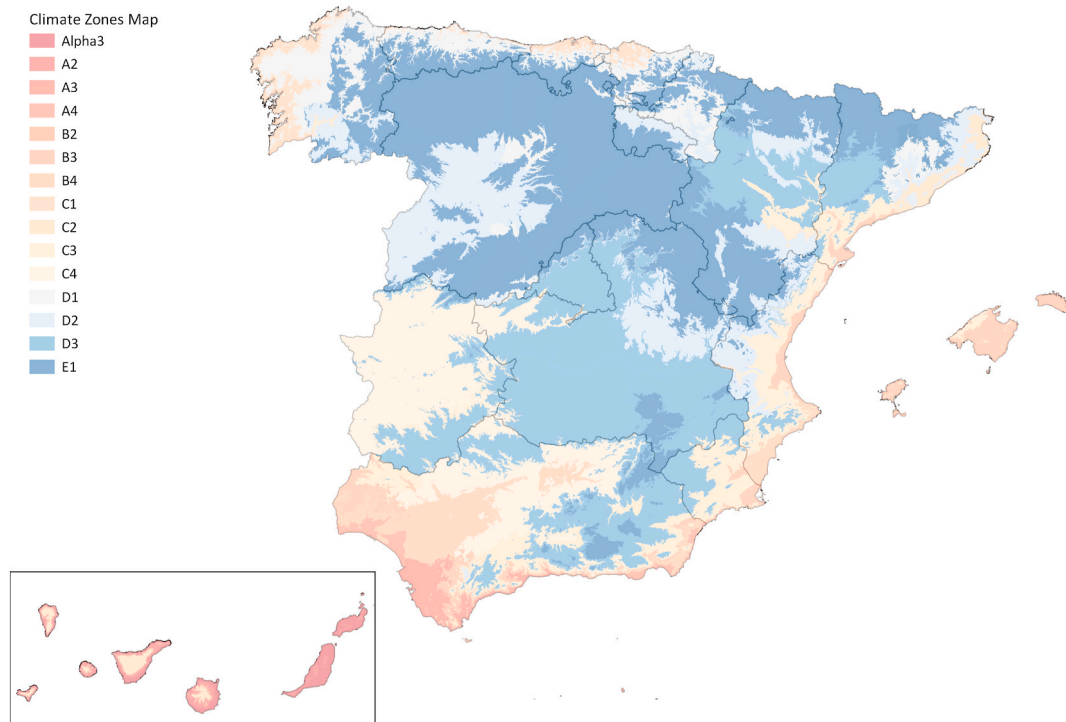 Climate Zones Map
Alpha3
A2
A3
A4
B2
B3
B4
C1
C2
C3
C4
D1
D2
D3
E1